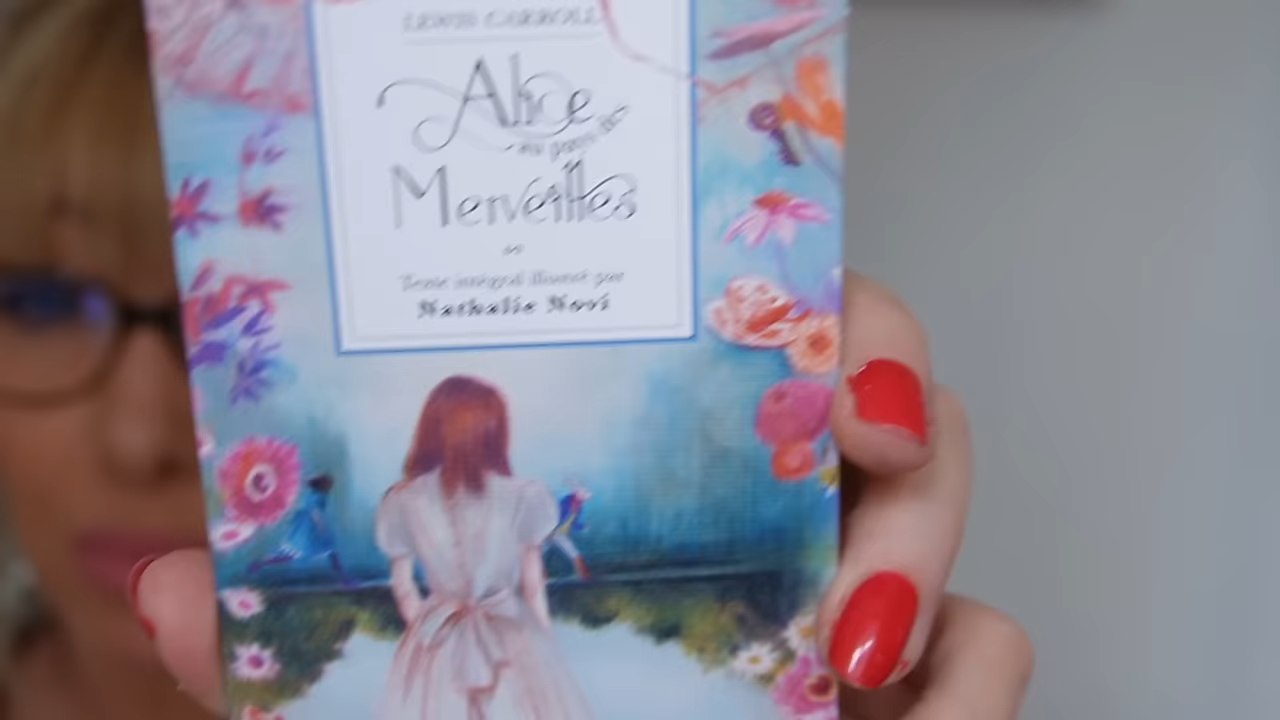 LEWIS CARROLL
Alice
au pays des
Merveilles
Texte intégral illustré par
Nathalie Novi